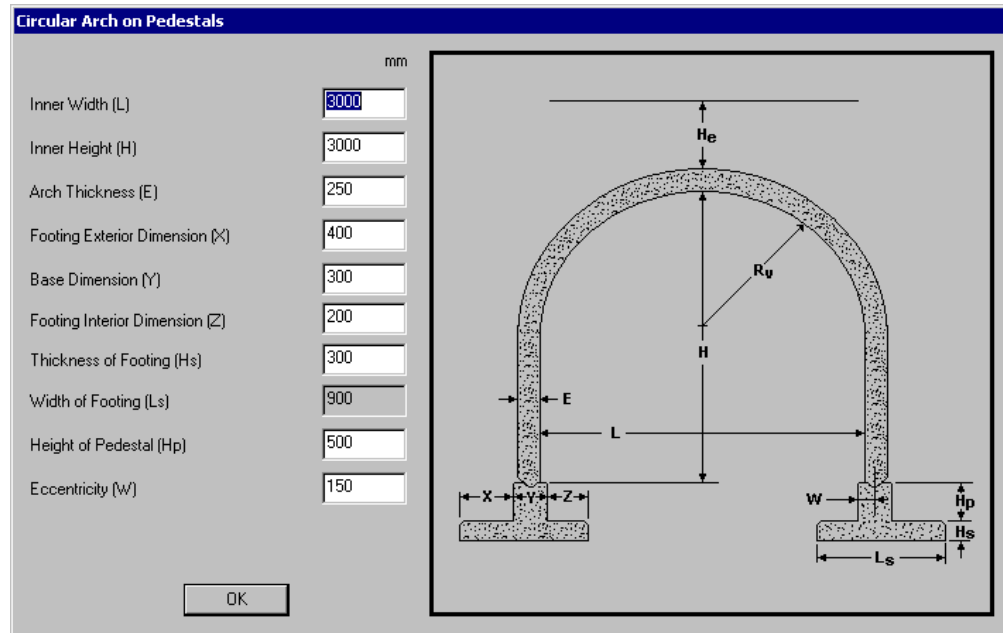 Circular Arch on Pedestals
mm
Inner Width (L) 3000
Inner Height (H) 3000
Arch Thickness (E) 250
Footing Exterior Dimension (X) 400
Base Dimension (Y) 300
Footing Interior Dimension (Z) 200
Thickness of Footing (Hs) 300
Width of Footing (Ls) 900
Height of Pedestal (Hp) 500
Eccentricity (W) 150
OK
He
Rv
H
E
L
X Y Z
W
Hp
Hs
Ls